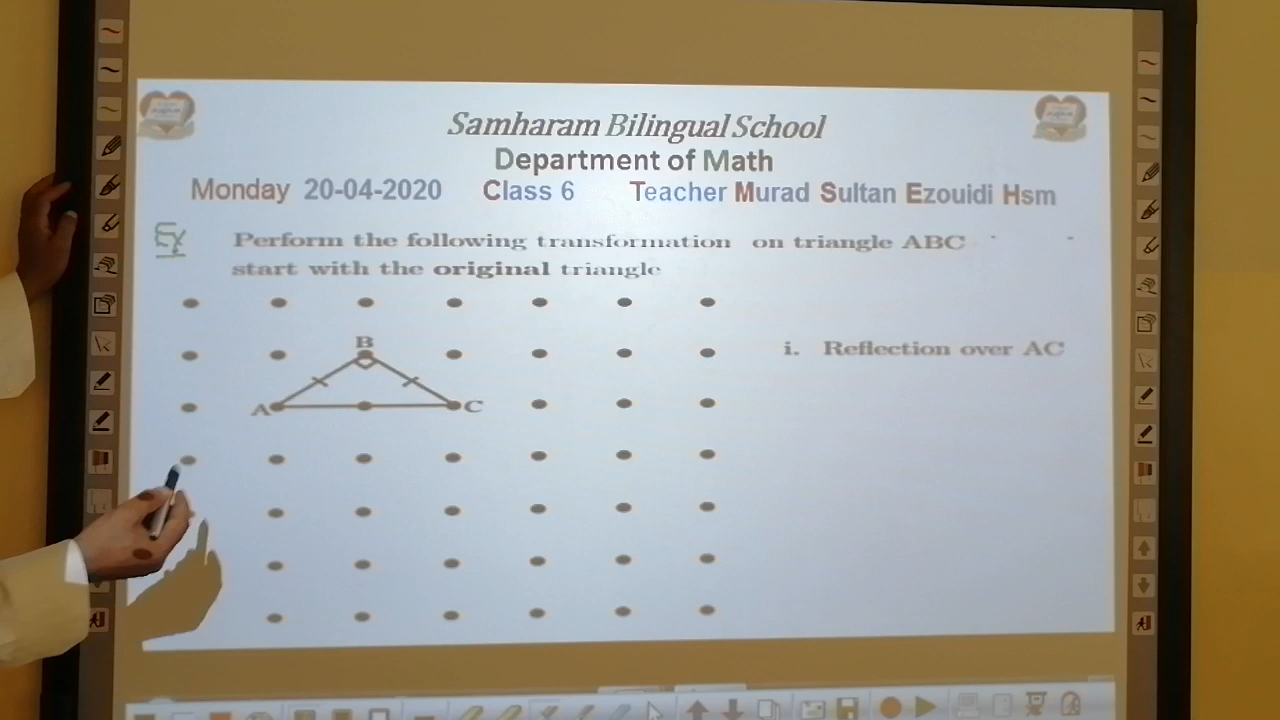 Samharam Bilingual School
Department of Math
Monday 20-04-2020 Class 6 Teacher Murad Sultan Ezouidi Hsm
Ex Perform the following transformation on triangle ABC
start with the original triangle
B
i. Reflection over AC
A C